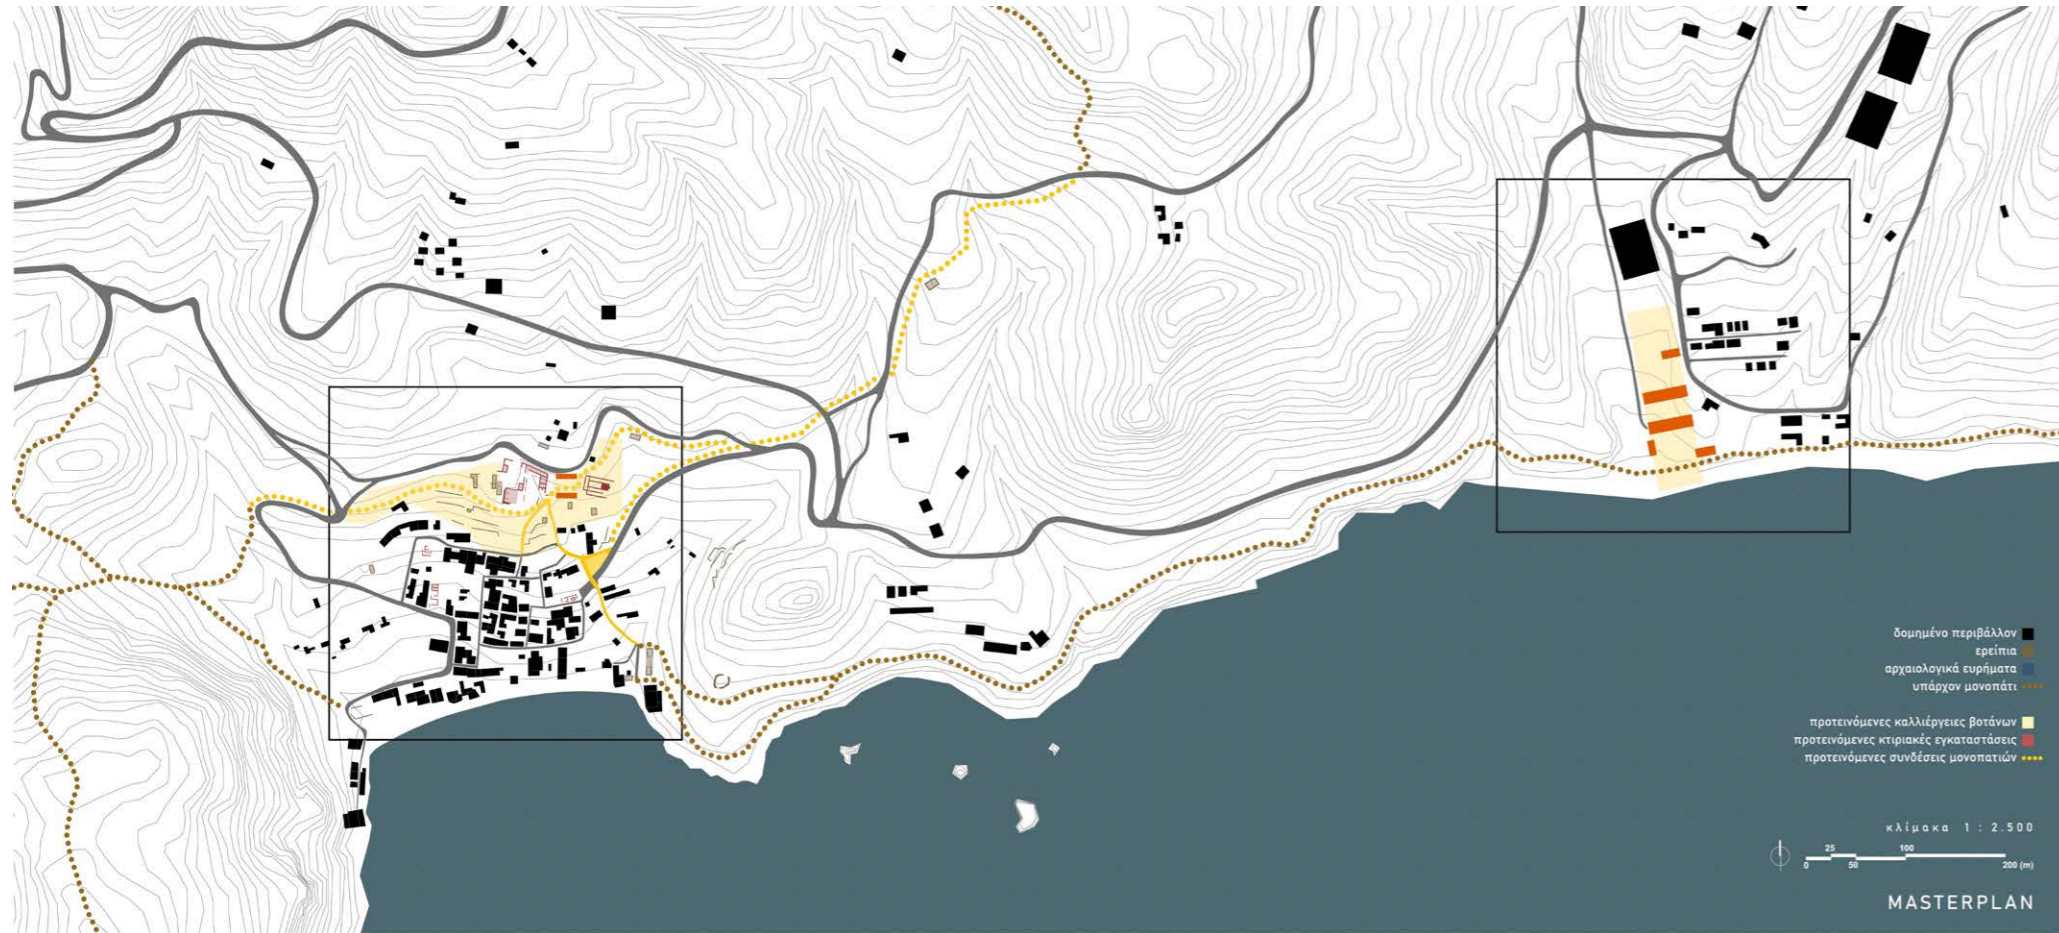 δομημένο περιβάλλον
ερείπια
αρχαιολογικά ευρήματα
υπάρχον μονοπάτι
προτεινόμενες καλλιέργειες βοτάνων
προτεινόμενες κτιριακές εγκαταστάσεις
προτεινόμενες συνδέσεις μονοπατιών
κλίμακα 1 : 2.500
25 100
0 50 200 (m)
MASTERPLAN